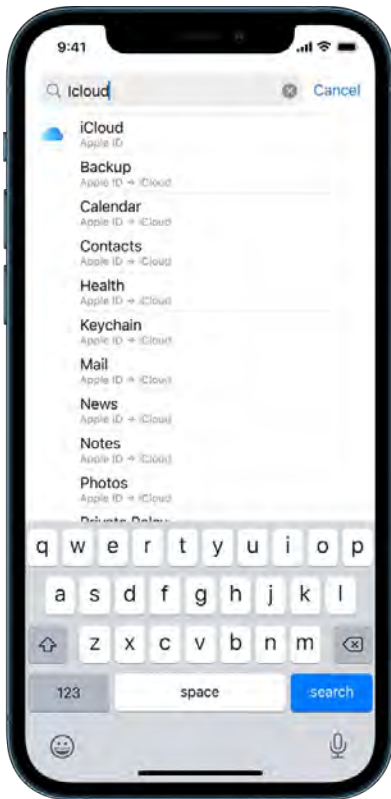 9:41
Icloud
Cancel
iCloud
Apple ID
Backup
Apple ID → iCloud
Calendar
Apple ID → iCloud
Contacts
Apple ID → iCloud
Health
Apple ID → iCloud
Keychain
Apple ID → iCloud
Mail
Apple ID → iCloud
News
Apple ID → iCloud
Notes
Apple ID → iCloud
Photos
Apple ID → iCloud
Private Relay
q w e r t y u i o p
a s d f g h j k l
z x c v b n m
123 space search